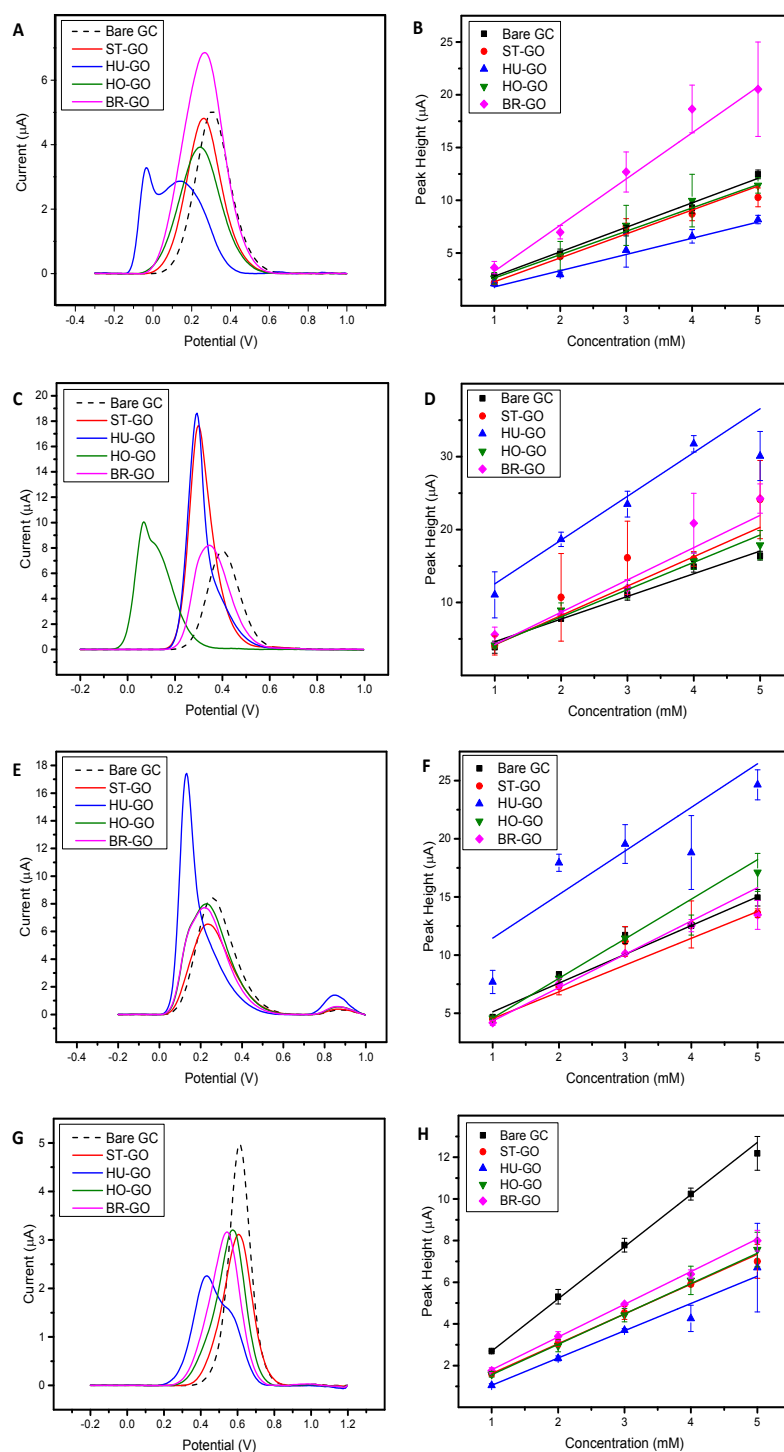 A
Bare GC
ST-GO
HU-GO
HO-GO
BR-GO
Current (μA)
6
4
2
0
-0.4 -0.2 0.0 0.2 0.4 0.6 0.8 1.0
Potential (V)
B
Bare GC
ST-GO
HU-GO
HO-GO
BR-GO
Peak Height (μA)
25
20
15
10
5
1 2 3 4 5
Concentration (mM)
C
Bare GC
ST-GO
HU-GO
HO-GO
BR-GO
Current (μA)
20
18
16
14
12
10
8
6
4
2
0
-0.2 0.0 0.2 0.4 0.6 0.8 1.0
Potential (V)
D
Bare GC
ST-GO
HU-GO
HO-GO
BR-GO
Peak Height (μA)
30
20
10
1 2 3 4 5
Concentration (mM)
E
Bare GC
ST-GO
HU-GO
HO-GO
BR-GO
Current (μA)
18
16
14
12
10
8
6
4
2
0
-0.4 -0.2 0.0 0.2 0.4 0.6 0.8 1.0
Potential (V)
F
Bare GC
ST-GO
HU-GO
HO-GO
BR-GO
Peak Height (μA)
25
20
15
10
5
1 2 3 4 5
Concentration (mM)
G
Bare GC
ST-GO
HU-GO
HO-GO
BR-GO
Current (μA)
5
4
3
2
1
0
-0.2 0.0 0.2 0.4 0.6 0.8 1.0 1.2
Potential (V)
H
Bare GC
ST-GO
HU-GO
HO-GO
BR-GO
Peak Height (μA)
12
10
8
6
4
2
1 2 3 4 5
Concentration (mM)